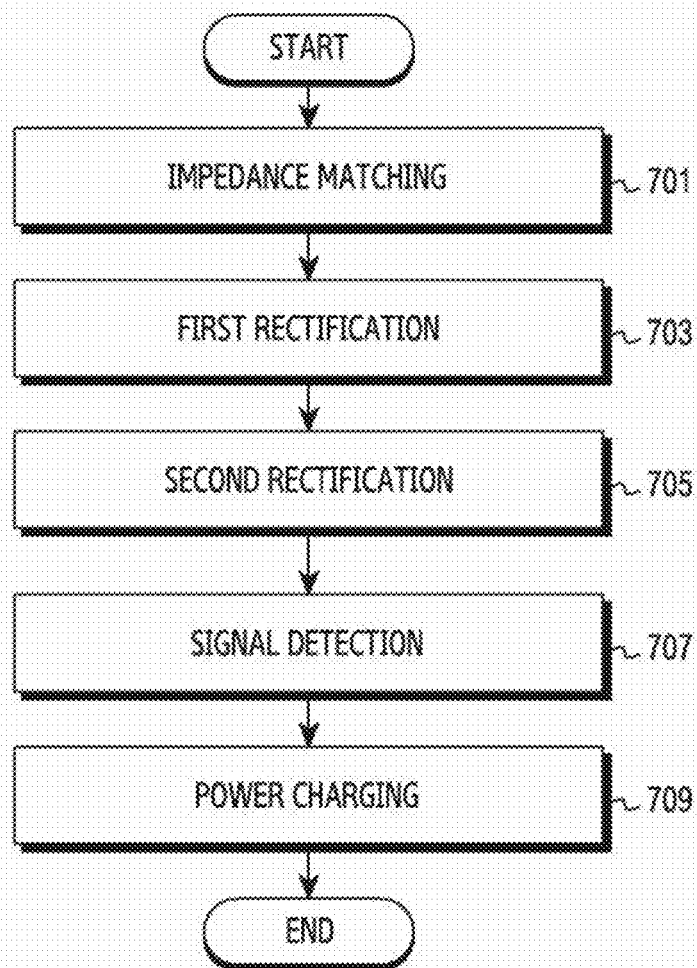 START
IMPEDANCE MATCHING
701
FIRST RECTIFICATION
703
SECOND RECTIFICATION
705
SIGNAL DETECTION
707
POWER CHARGING
709
END